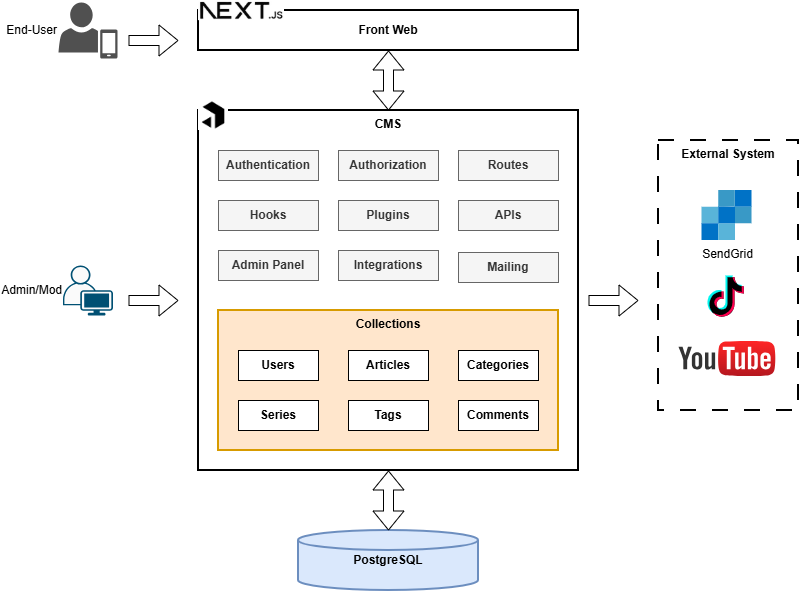 NEXT.JS
End-User
Front Web
CMS
Authentication
Authorization
Routes
Hooks
Plugins
APIs
Admin Panel
Integrations
Mailing
Admin/Mod
Collections
Users
Articles
Categories
Series
Tags
Comments
External System
SendGrid
YouTube
PostgreSQL